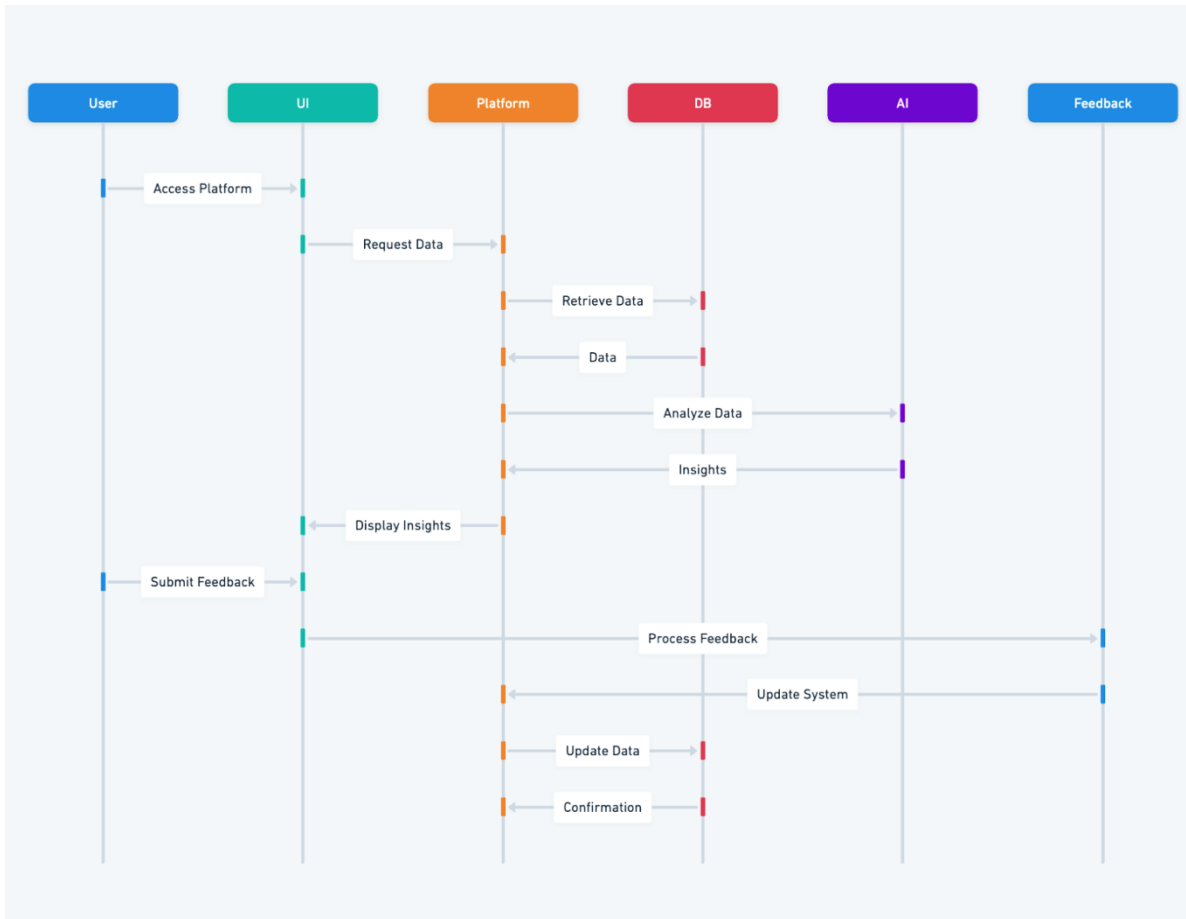 User
UI
Platform
DB
AI
Feedback
Access Platform
Request Data
Retrieve Data
Data
Analyze Data
Insights
Display Insights
Submit Feedback
Process Feedback
Update System
Update Data
Confirmation